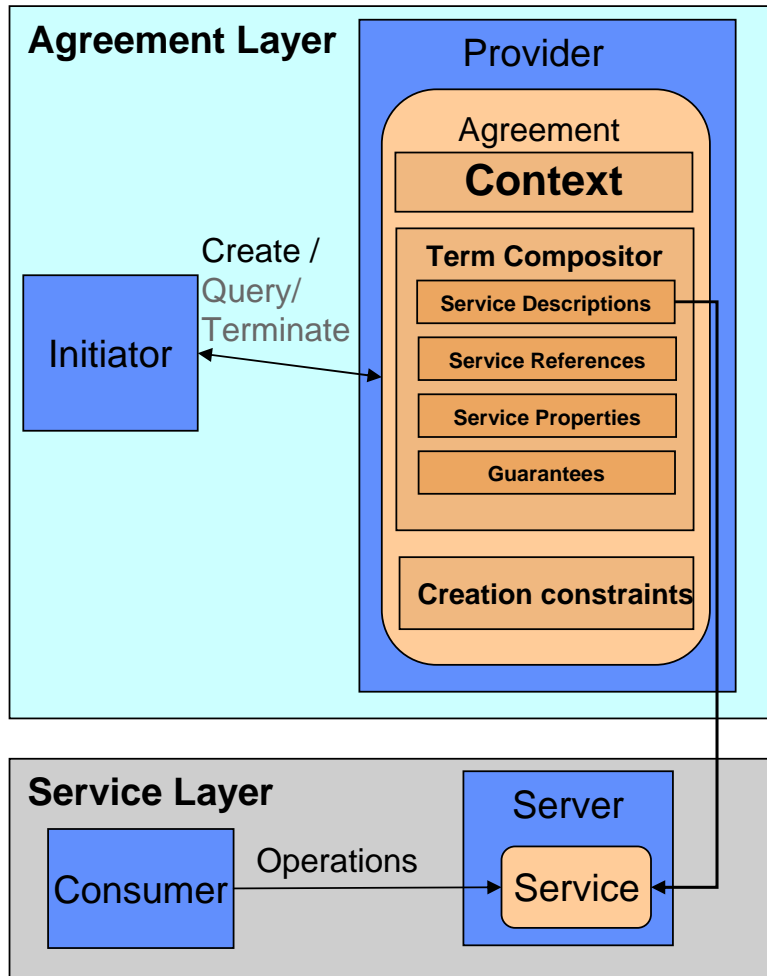 Agreement Layer
Provider
Agreement
Context
Term Compositor
Service Descriptions
Service References
Service Properties
Guarantees
Creation constraints
Create /
Query/
Terminate
Initiator
Service Layer
Server
Service
Operations
Consumer